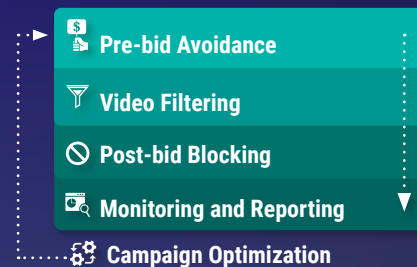 $
Pre-bid Avoidance
Video Filtering
Post-bid Blocking
Monitoring and Reporting
Campaign Optimization